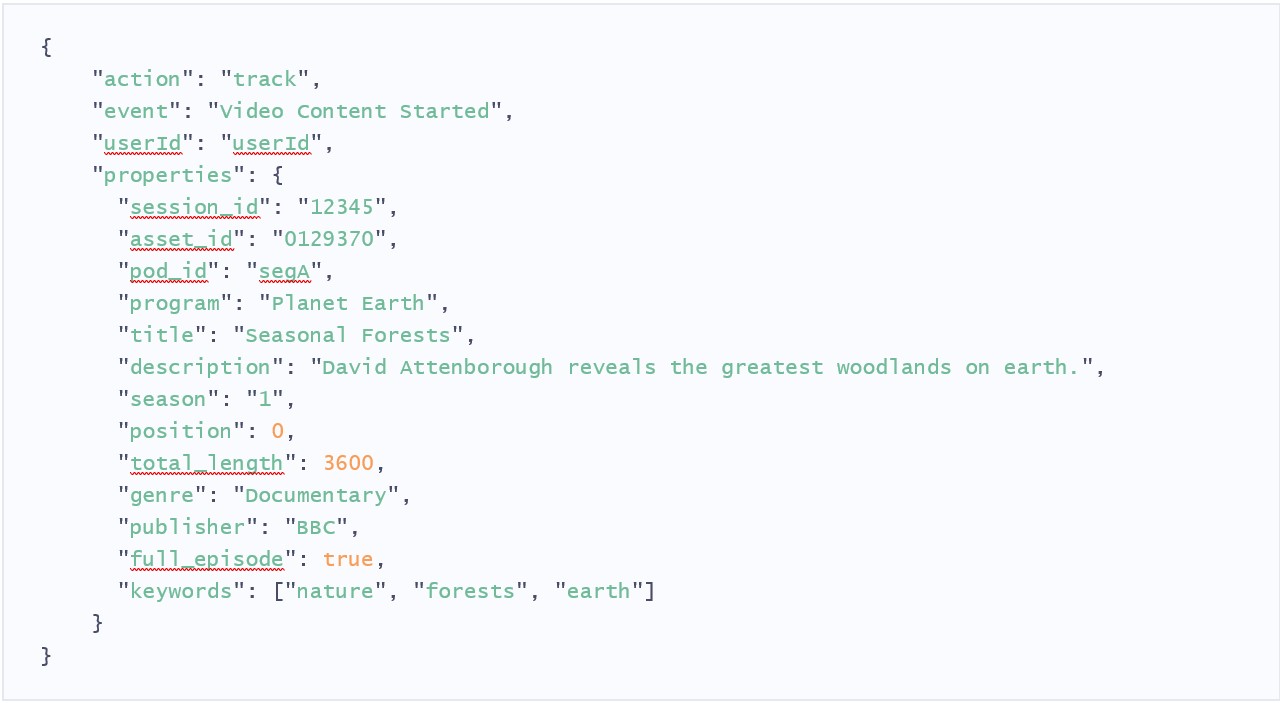 {
"action": "track",
"event": "Video Content Started",
"userId": "userId",
"properties": {
"session_id": "12345",
"asset_id": "0129370",
"pod_id": "segA",
"program": "Planet Earth",
"title": "Seasonal Forests",
"description": "David Attenborough reveals the greatest woodlands on earth.",
"season": "1",
"position": 0,
"total_length": 3600,
"genre": "Documentary",
"publisher": "BBC",
"full_episode": true,
"keywords": ["nature", "forests", "earth"]
}
}